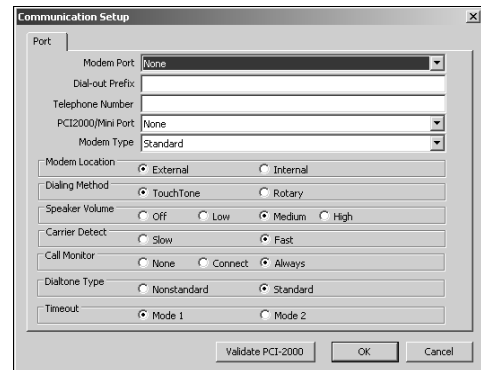 Communication Setup
Port
Modem Port None
Dial-out Prefix
Telephone Number
PCI2000/Mini Port None
Modem Type Standard
Modem Location
External Internal
Dialing Method
TouchTone Rotary
Speaker Volume
Off Low Medium High
Carrier Detect
Slow Fast
Call Monitor
None Connect Always
Dialtone Type
Nonstandard Standard
Timeout
Mode 1 Mode 2
Validate PCI-2000 OK Cancel